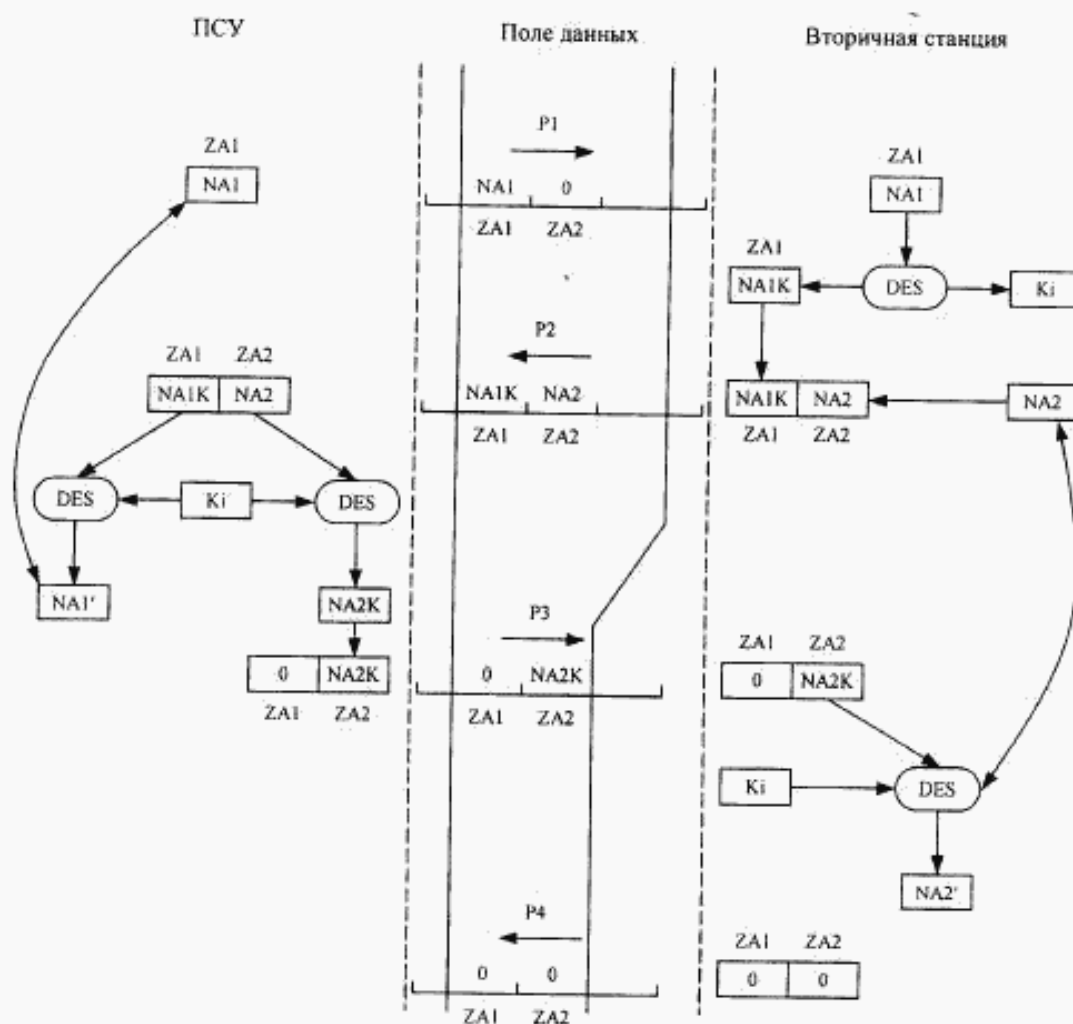 ПСУ
Поле данных
Вторичная станция
P1
ZA1
NA1
ZA1
NA1
NA1 0
ZA1 ZA2
ZA1
NA1K
DES
Ki
P2
ZA1 ZA2
NA1K NA2
NA1K NA2
ZA1 ZA2
NA1K NA2
ZA1 ZA2
NA2
DES
Ki
DES
NA1'
NA2K
P3
0 NA2K
ZA1 ZA2
0 NA2K
ZA1 ZA2
ZA1 ZA2
0 NA2K
Ki
DES
NA2'
P4
0 0
ZA1 ZA2
ZA1 ZA2
0 0